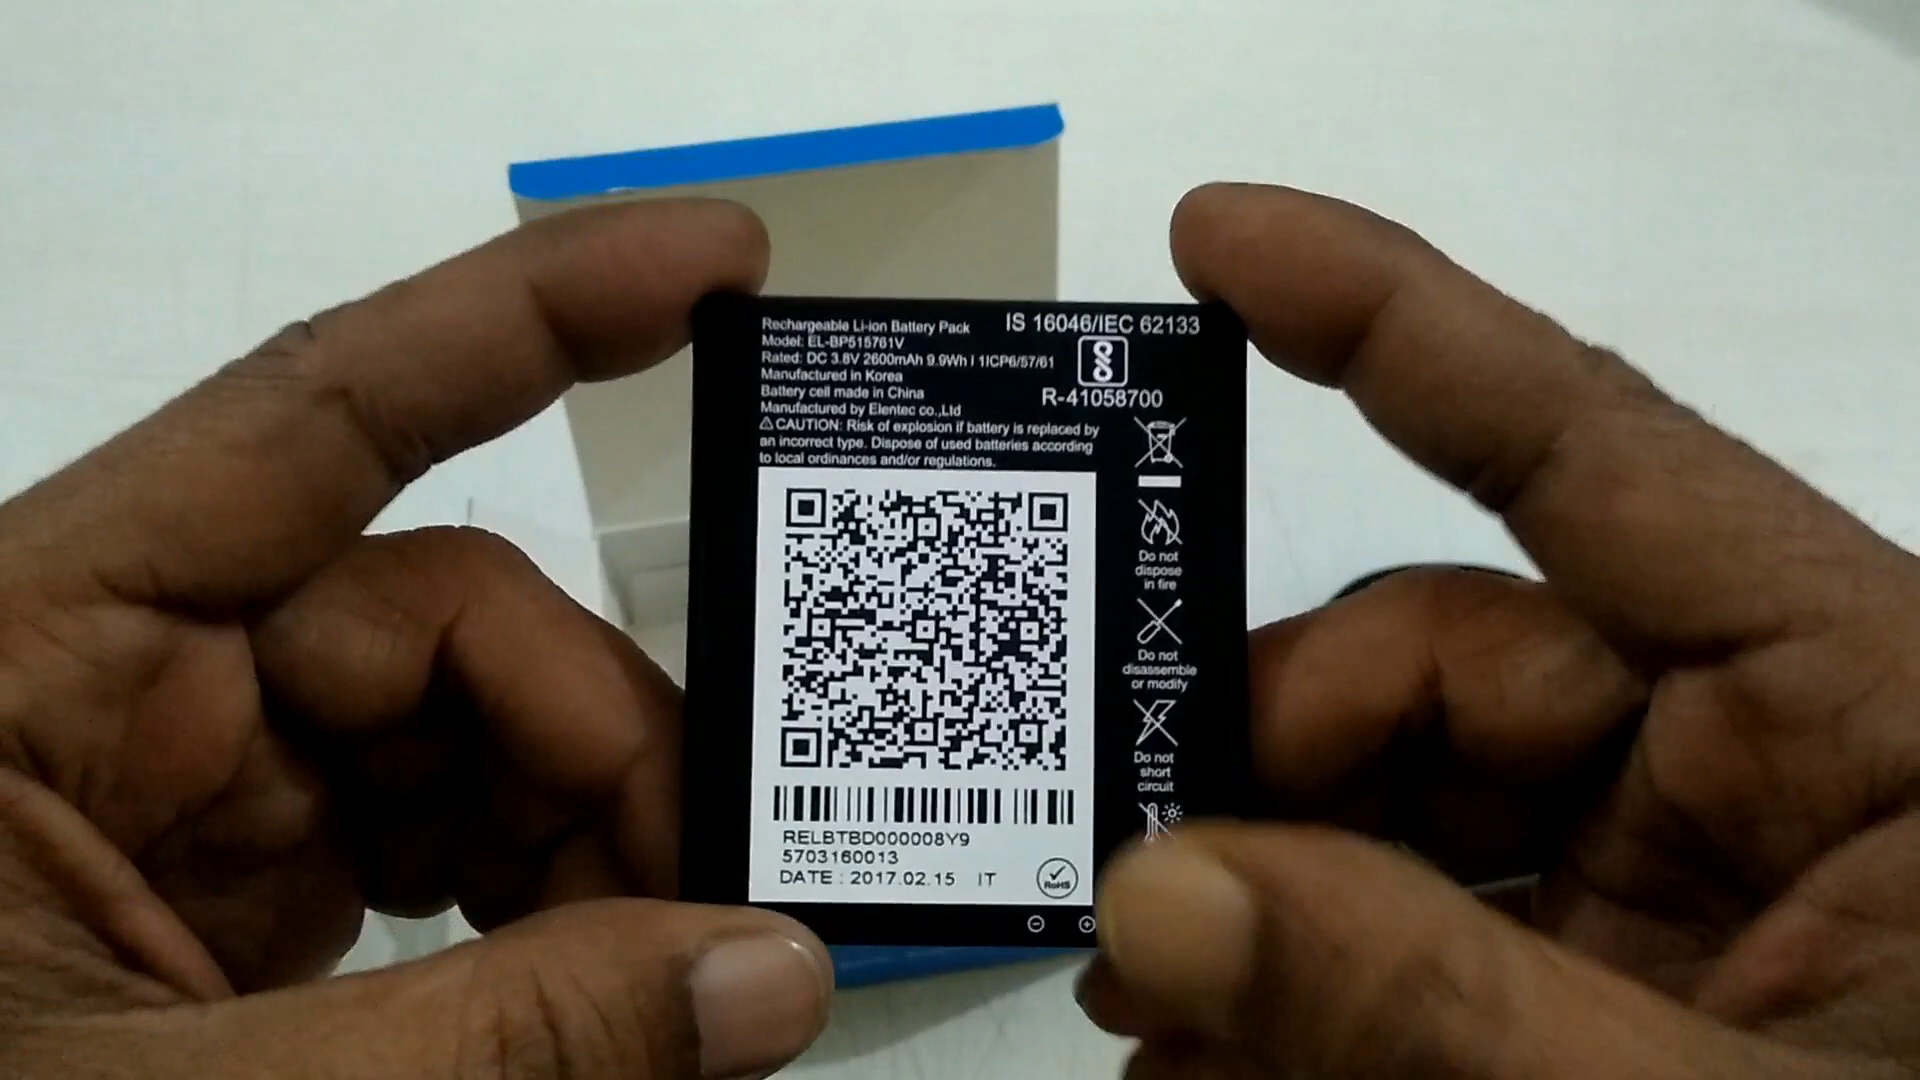 Rechargeable Li-ion Battery Pack
Model: EL-BP515761V
Rated: DC 3.8V 2600mAh 9.9Wh I 1ICP6/57/61
Manufactured in Korea
Battery cell made in China
Manufactured by Elentec co.,Ltd
IS 16046/IEC 62133
R-41058700
CAUTION: Risk of explosion if battery is replaced by
an incorrect type. Dispose of used batteries according
to local ordinances and/or regulations.
Do not
dispose
in fire
Do not
disassemble
or modify
Do not
short
circuit
RELBTBD000008Y9
5703160013
DATE : 2017.02.15 IT
RoHS